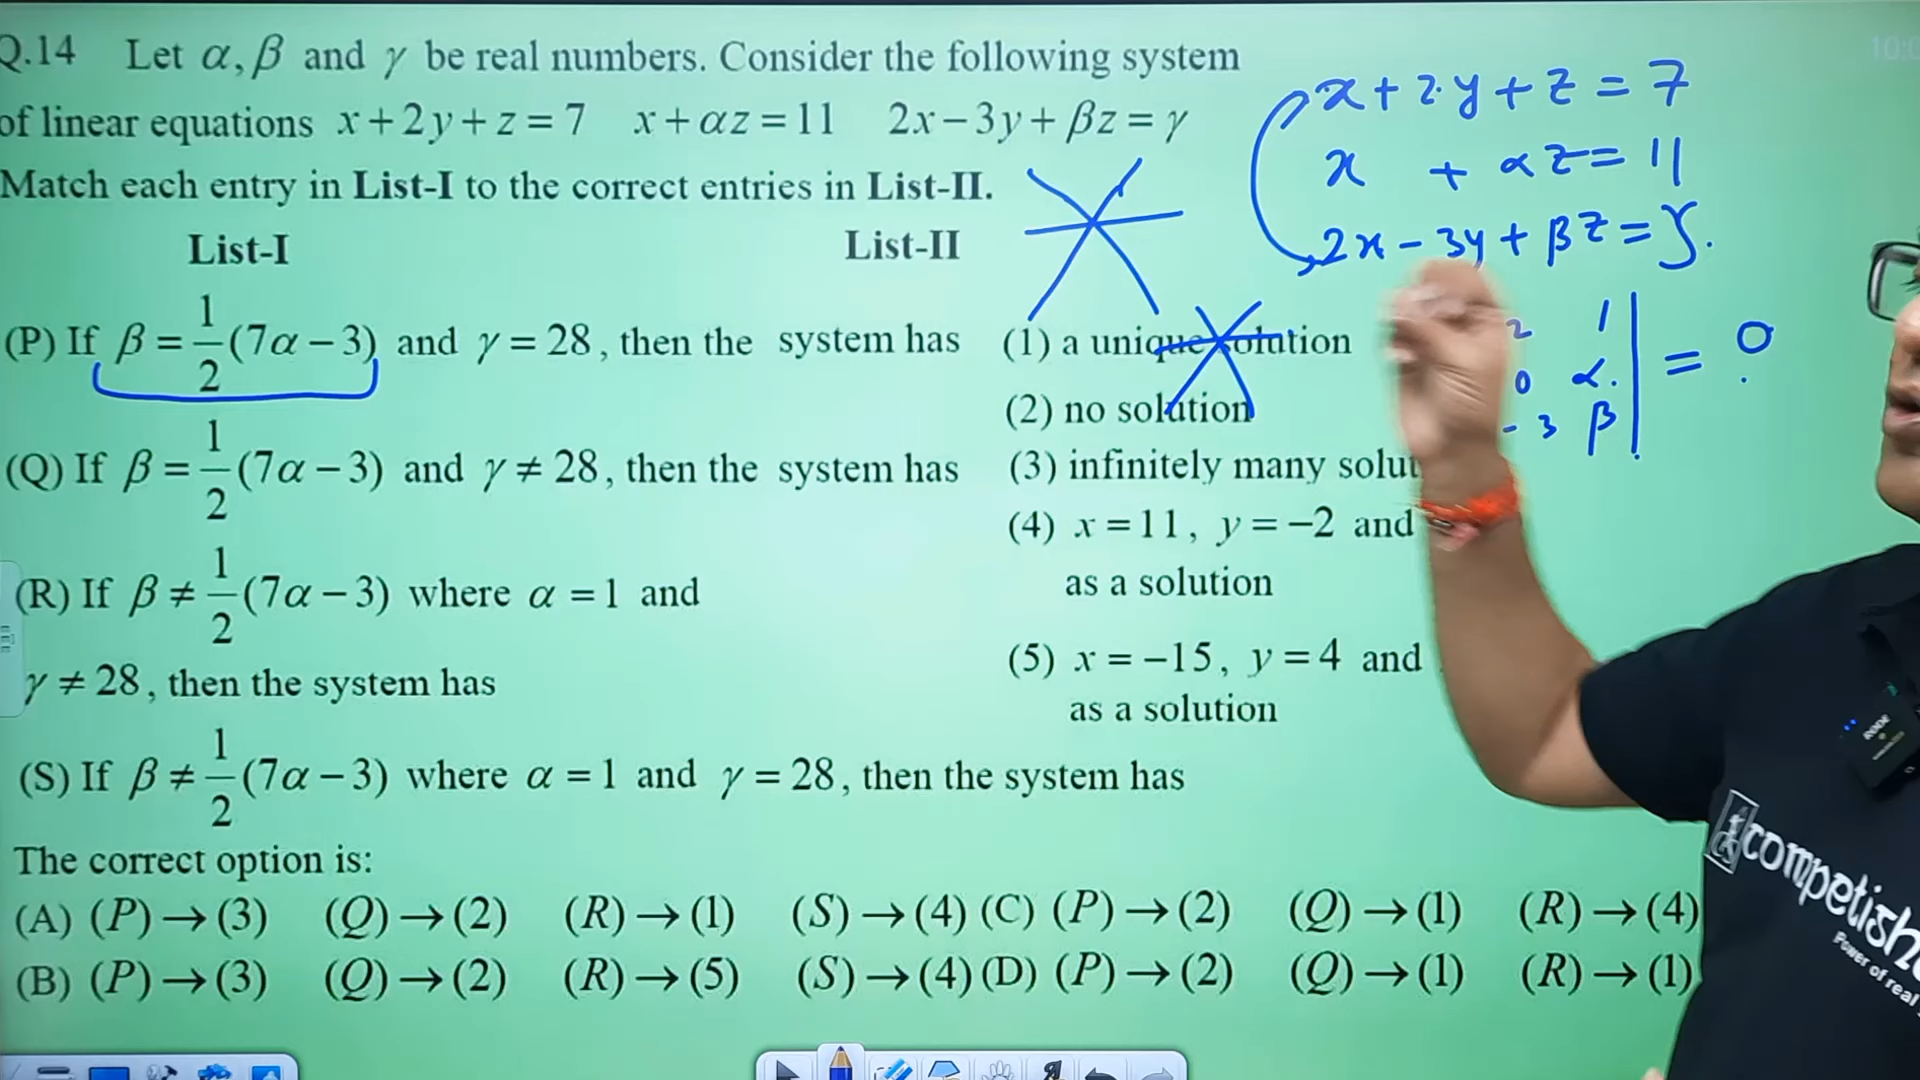 Q.14 Let α, β and γ be real numbers. Consider the following system
of linear equations x + 2y + z = 7 x + αz = 11 2x − 3y + βz = γ
Match each entry in List-I to the correct entries in List-II.
List-I List-II
(P) If β = 1/2 (7α − 3) and γ = 28, then the system has (1) a unique solution
(2) no solution
(Q) If β = 1/2 (7α − 3) and γ ≠ 28, then the system has (3) infinitely many
(4) x = 11, y = −2 and
as a solution
(R) If β ≠ 1/2 (7α − 3) where α = 1 and
γ ≠ 28, then the system has
(5) x = −15, y = 4 and
as a solution
(S) If β ≠ 1/2 (7α − 3) where α = 1 and γ = 28, then the system has
The correct option is:
(A) (P) → (3) (Q) → (2) (R) → (1) (S) → (4) (C) (P) → (2) (Q) → (1) (R) → (4)
(B) (P) → (3) (Q) → (2) (R) → (5) (S) → (4) (D) (P) → (2) (Q) → (1) (R) → (1)
x + 2y + z = 7
x + αz = 11
2x − 3y + βz = γ.
2 1
0 α. = 0
- 3 β
competishun
Power of real